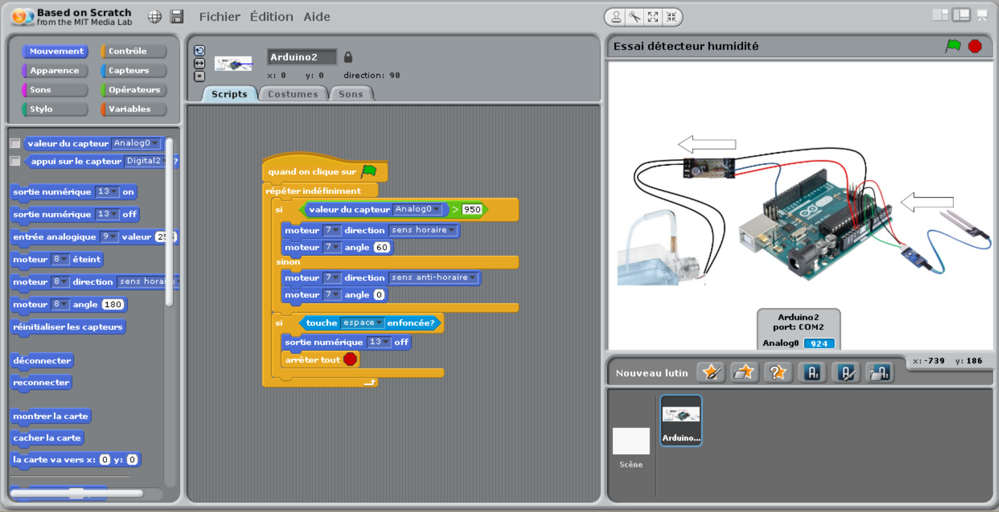 Based on Scratch
from the MIT Media Lab
Fichier Édition Aide
Mouvement Contrôle
Apparence Capteurs
Sons Opérateurs
Stylo Variables
valeur du capteur Analog0
appui sur le capteur Digital2 ?
sortie numérique 13 on
sortie numérique 13 off
entrée analogique 9 valeur
moteur 8 éteint
moteur 8 direction sens horaire
moteur 8 angle 180
réinitialiser les capteurs
déconnecter
reconnecter
montrer la carte
cacher la carte
la carte va vers x: 0 y: 0
Arduino2
x: 0 y: 0 direction: 90
Scripts Costumes Sons
quand on clique sur
répéter indéfiniment
si valeur du capteur Analog0 > 950
moteur 7 direction sens horaire
moteur 7 angle 60
sinon
moteur 7 direction sens anti-horaire
moteur 7 angle 0
si touche espace enfoncée?
sortie numérique 13 off
arrêter tout
Essai détecteur humidité
Arduino2
port: COM2
Analog0 924
x: -739 y: 186
Nouveau lutin
Arduino...
Scène